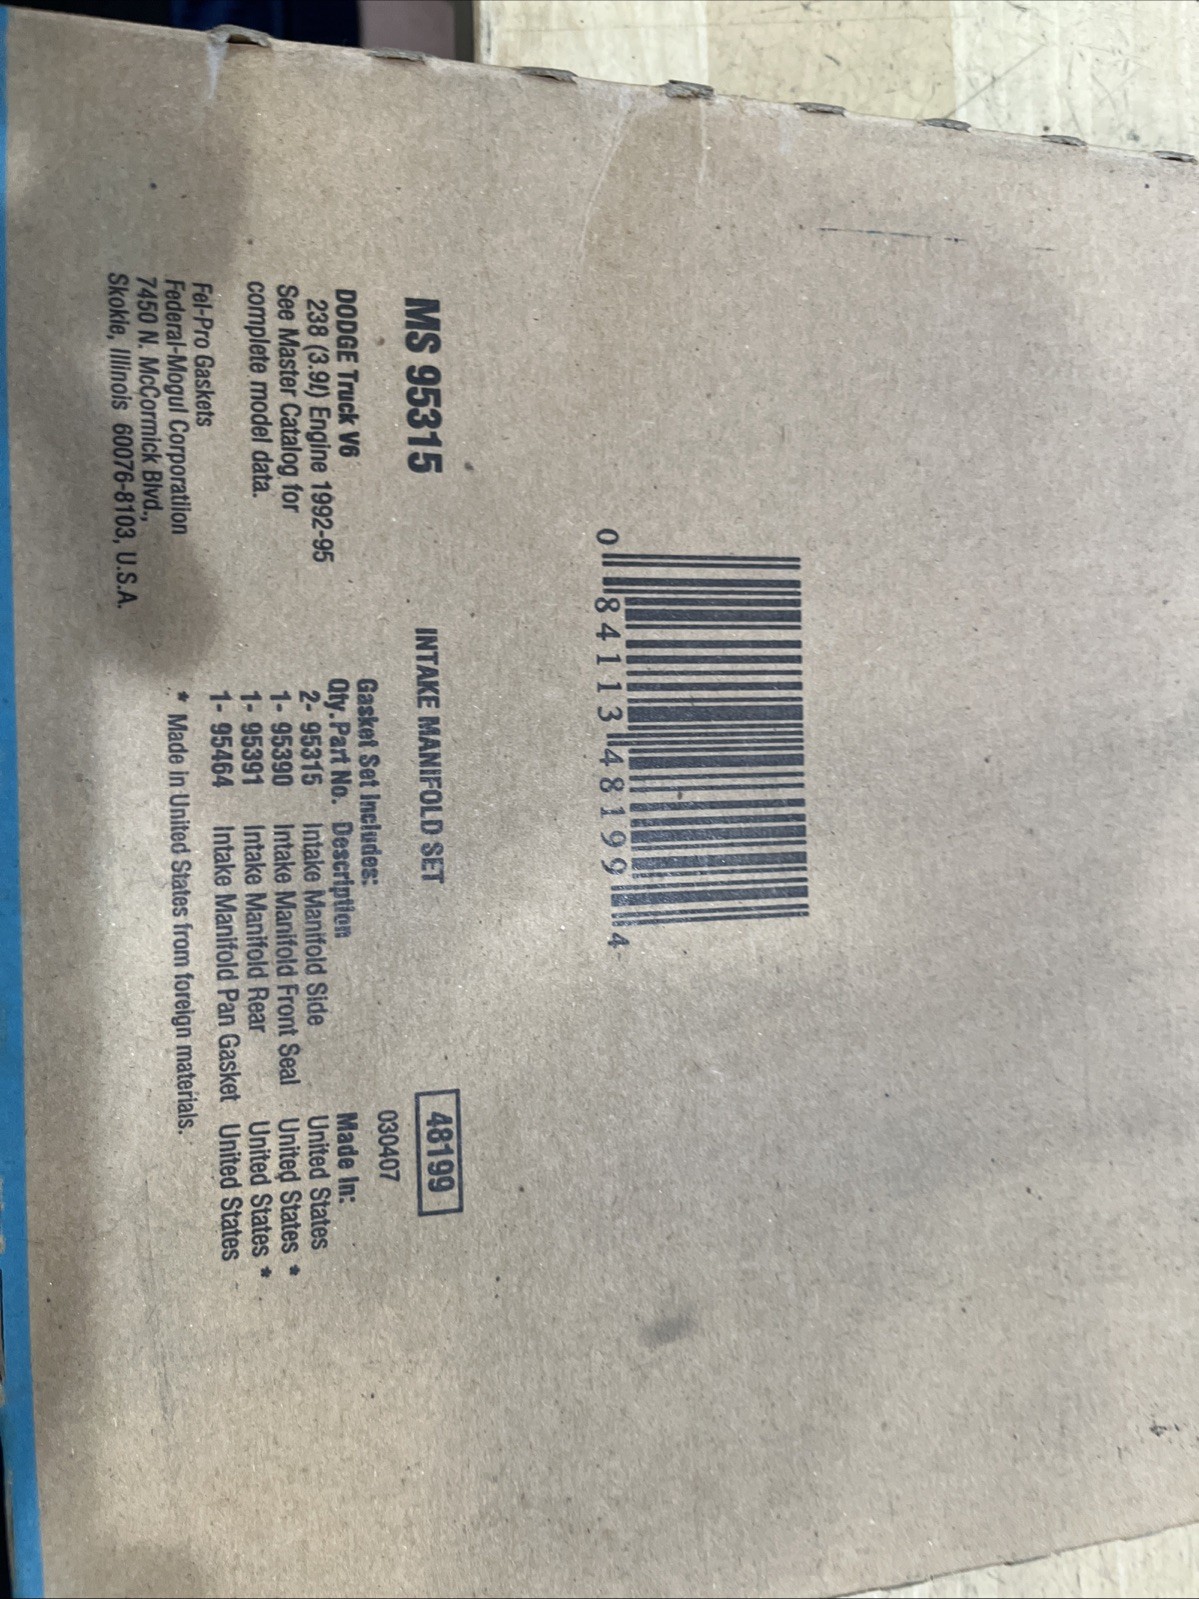 0 84113 48199 4
MS 95315
INTAKE MANIFOLD SET
48199
030407
DODGE Truck V6
238 (3.9L) Engine 1992-95
See Master Catalog for
complete model data.
Fel-Pro Gaskets
Federal-Mogul Corporation
7450 N. McCormick Blvd.,
Skokie, Illinois 60076-8103, U.S.A.
Gasket Set Includes:
Qty. Part No. Description Made In:
2- 95315 Intake Manifold Side United States
1- 95390 Intake Manifold Front Seal United States *
1- 95391 Intake Manifold Rear United States *
1- 95464 Intake Manifold Pan Gasket United States
* Made in United States from foreign materials.